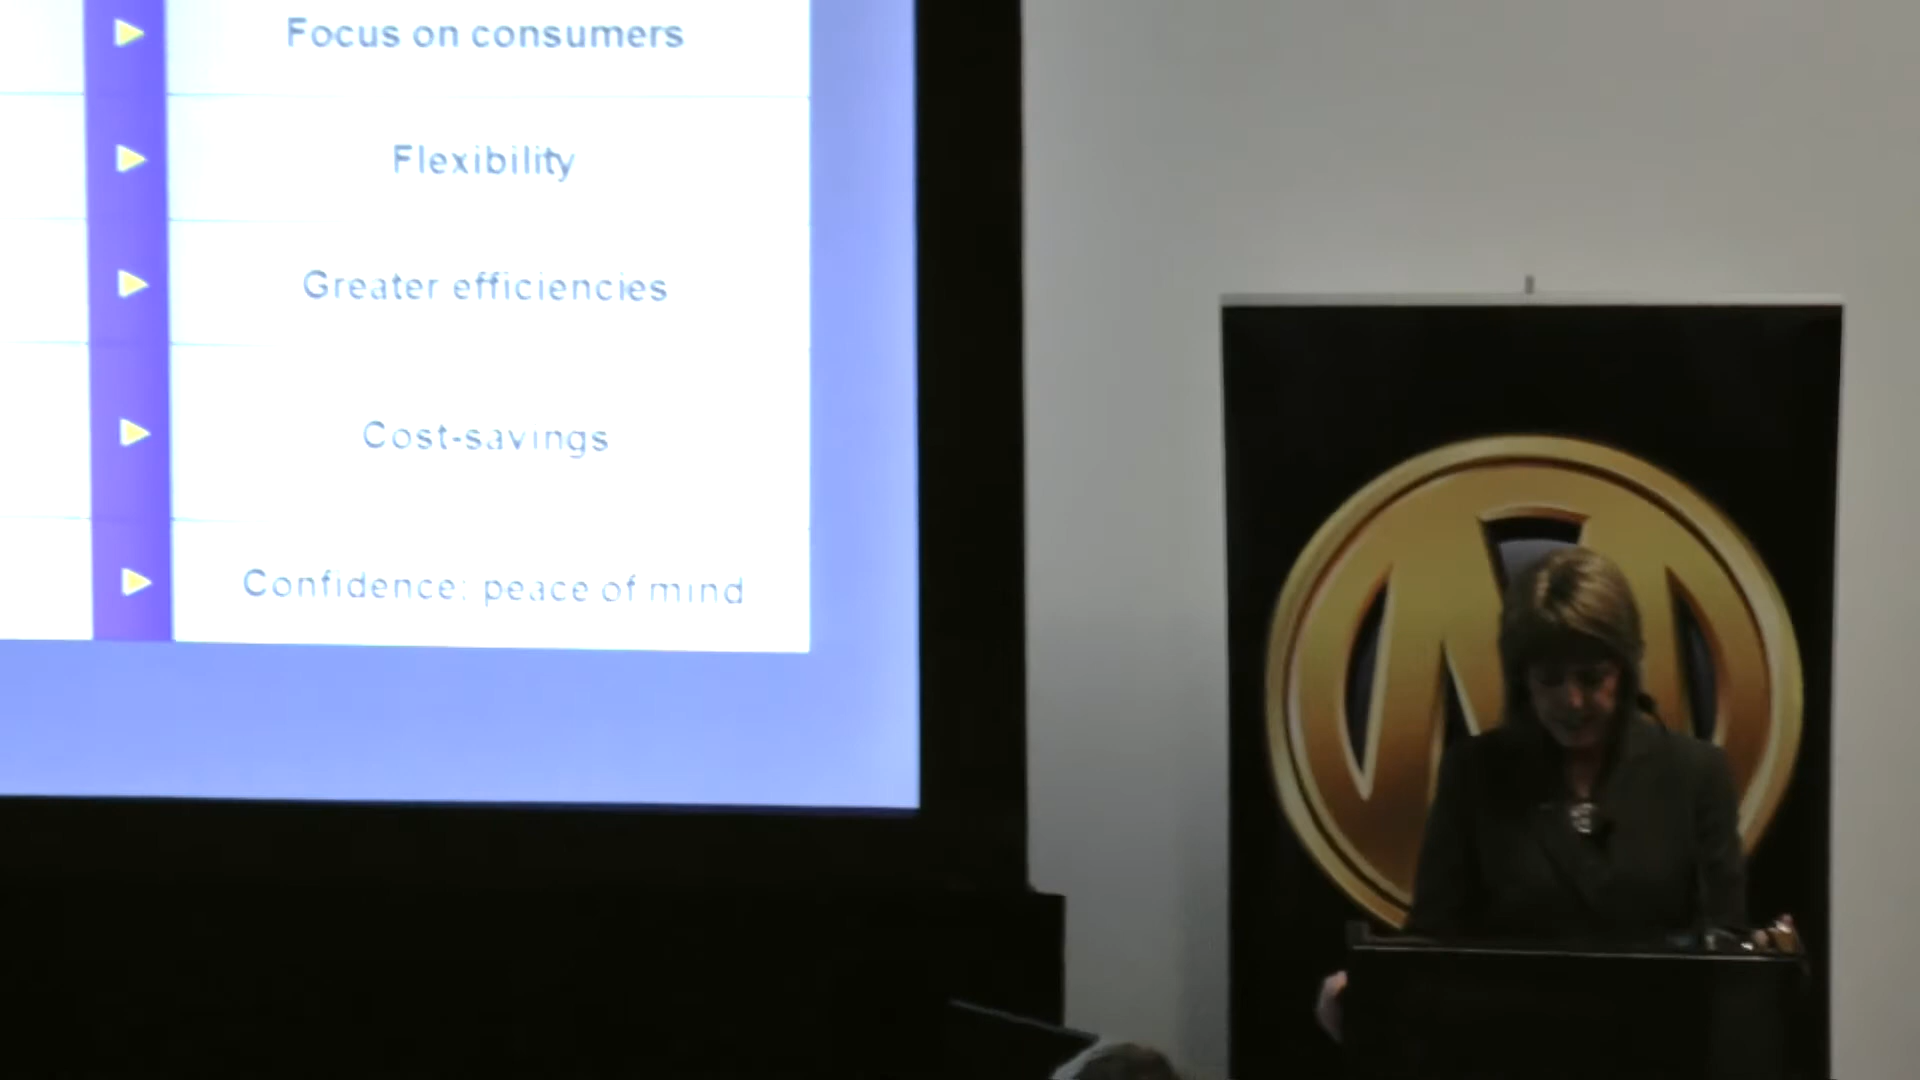 Focus on consumers
Flexibility
Greater efficiencies
Cost-savings
Confidence: peace of mind